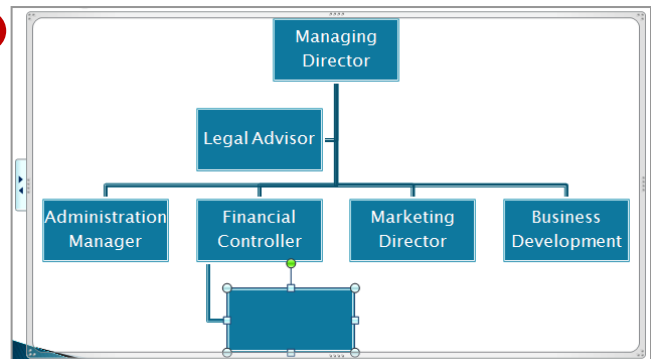 Managing
Director
Legal Advisor
Administration
Manager
Financial
Controller
Marketing
Director
Business
Development